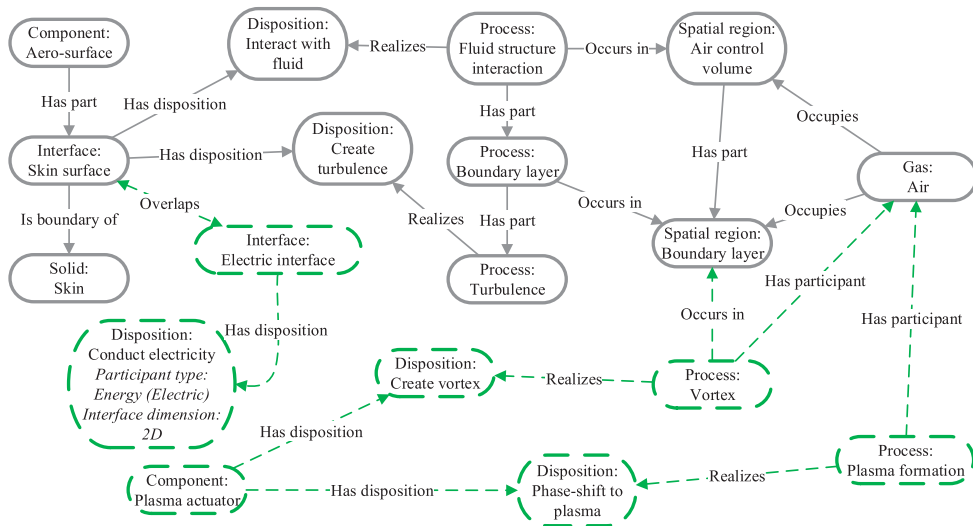 Component:
Aero-surface
Disposition:
Interact with
fluid
Realizes
Process:
Fluid structure
interaction
Occurs in
Spatial region:
Air control
volume
Has part
Has disposition
Has part
Occupies
Interface:
Skin surface
Has disposition
Disposition:
Create
turbulence
Process:
Boundary layer
Has part
Gas:
Air
Is boundary of
Overlaps
Realizes
Has part
Occurs in
Occupies
Solid:
Skin
Interface:
Electric interface
Process:
Turbulence
Spatial region:
Boundary layer
Has participant
Occurs in
Has participant
Has disposition
Disposition:
Conduct electricity
Participant type:
Energy (Electric)
Interface dimension:
2D
Disposition:
Create vortex
Realizes
Process:
Vortex
Has disposition
Component:
Plasma actuator
Has disposition
Disposition:
Phase-shift to
plasma
Realizes
Process:
Plasma formation